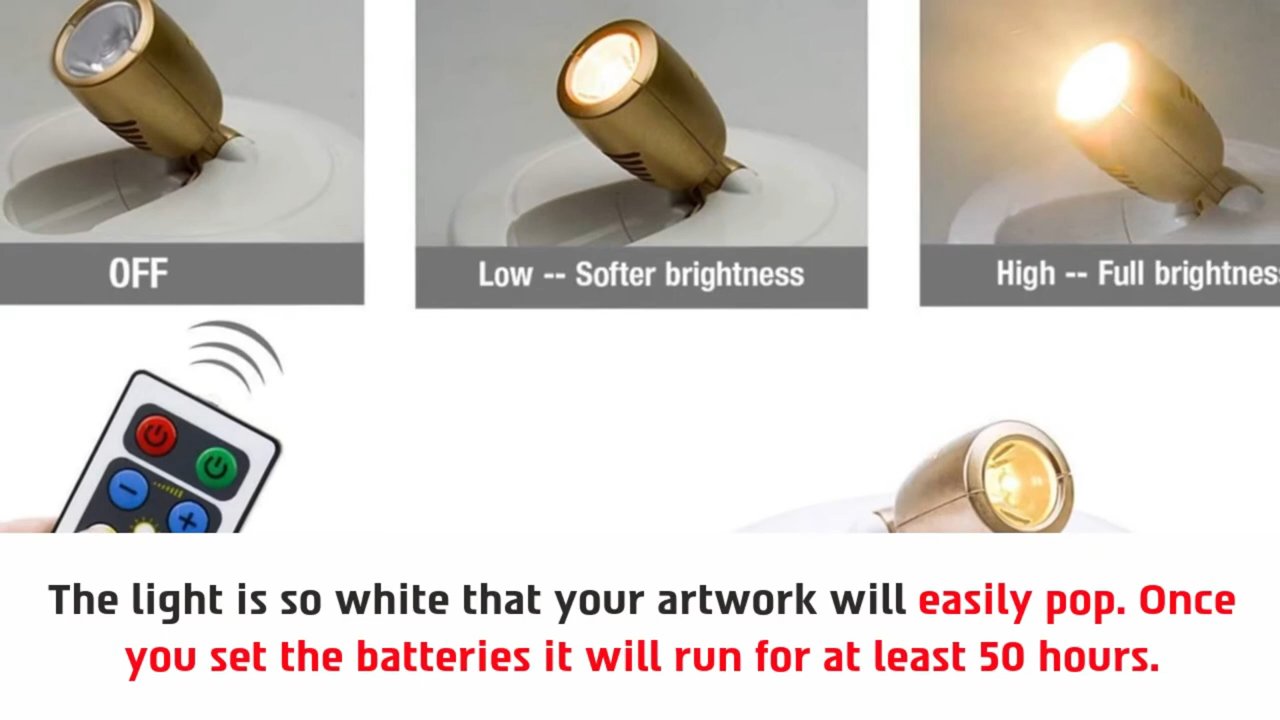 OFF
Low -- Softer brightness
High -- Full brightness
The light is so white that your artwork will easily pop. Once
you set the batteries it will run for at least 50 hours.